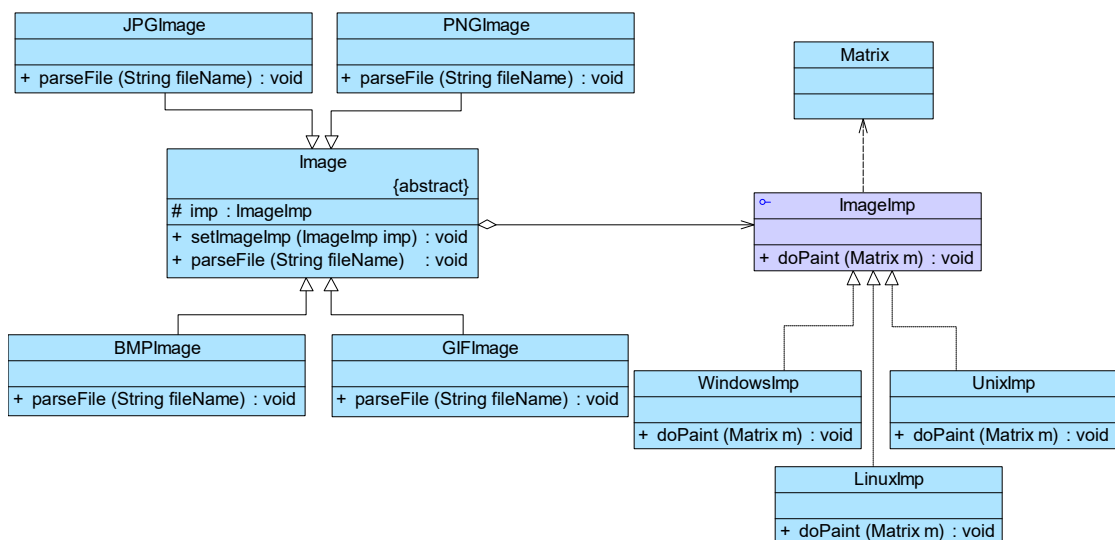 JPGImage
+ parseFile (String fileName) : void
PNGImage
+ parseFile (String fileName) : void
Matrix
Image
{abstract}
# imp : ImageImp
+ setImageImp (ImageImp imp) : void
+ parseFile (String fileName) : void
ImageImp
+ doPaint (Matrix m) : void
BMPImage
+ parseFile (String fileName) : void
GIFImage
+ parseFile (String fileName) : void
WindowsImp
+ doPaint (Matrix m) : void
UnixImp
+ doPaint (Matrix m) : void
LinuxImp
+ doPaint (Matrix m) : void